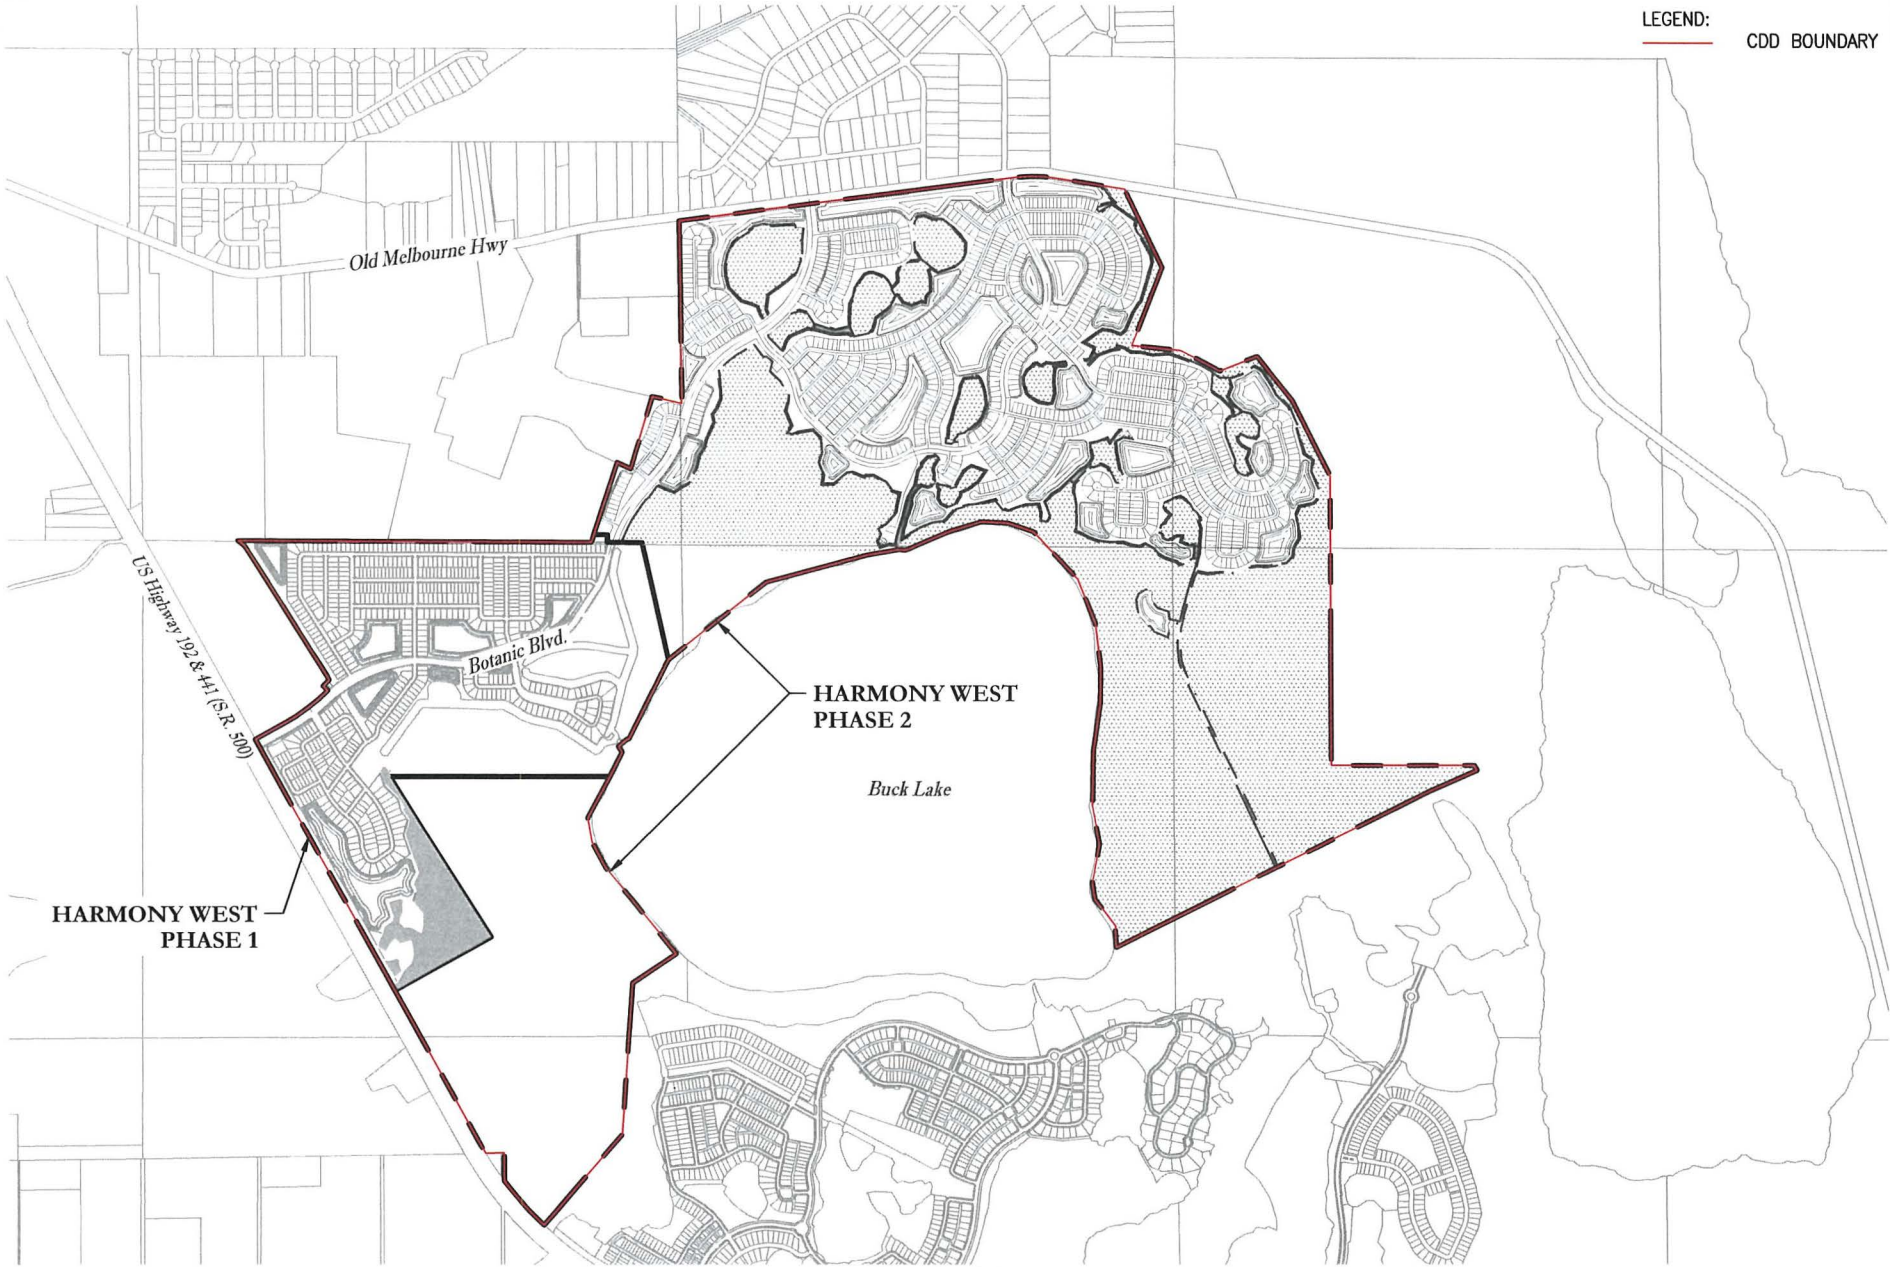 LEGEND:
CDD BOUNDARY
Old Melbourne Hwy
US Highway 192 & 441 (S.R. 500)
Botanic Blvd.
HARMONY WEST
PHASE 2
Buck Lake
HARMONY WEST
PHASE 1